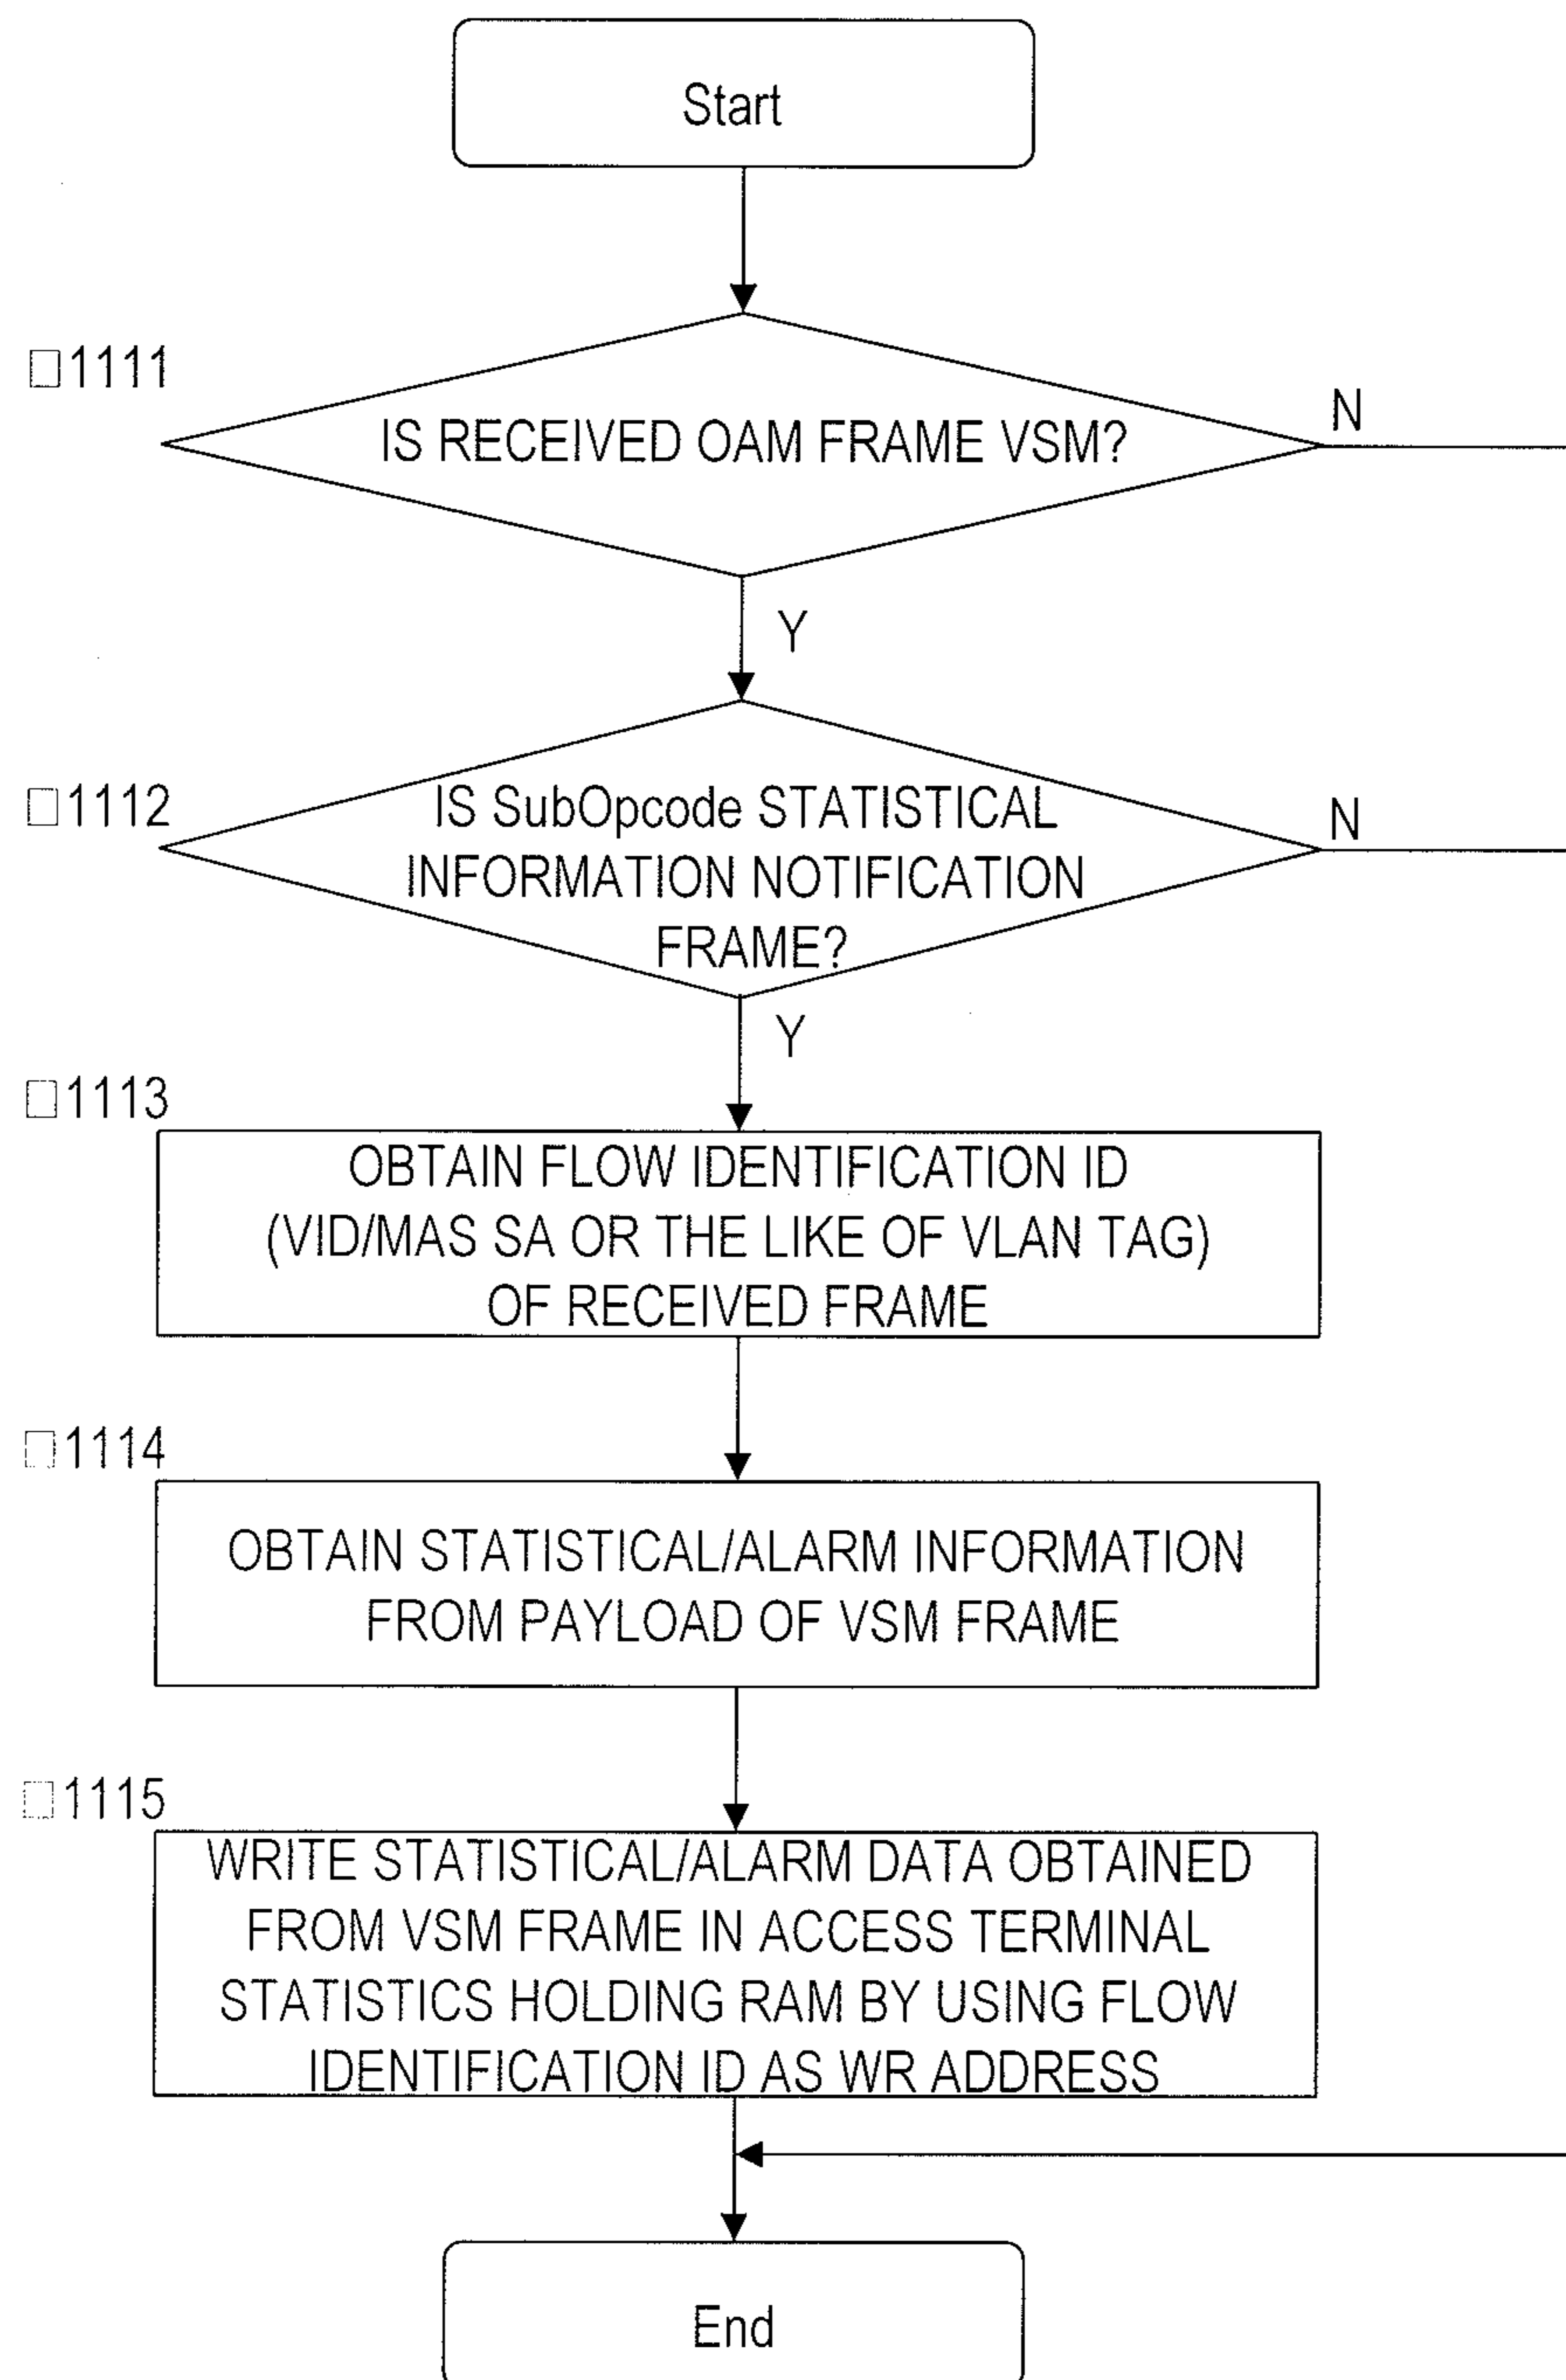 Start
□1111
IS RECEIVED OAM FRAME VSM?
N
Y
□1112
IS SubOpcode STATISTICAL
INFORMATION NOTIFICATION
FRAME?
N
Y
□1113
OBTAIN FLOW IDENTIFICATION ID
(VID/MAS SA OR THE LIKE OF VLAN TAG)
OF RECEIVED FRAME
□1114
OBTAIN STATISTICAL/ALARM INFORMATION
FROM PAYLOAD OF VSM FRAME
□1115
WRITE STATISTICAL/ALARM DATA OBTAINED
FROM VSM FRAME IN ACCESS TERMINAL
STATISTICS HOLDING RAM BY USING FLOW
IDENTIFICATION ID AS WR ADDRESS
End